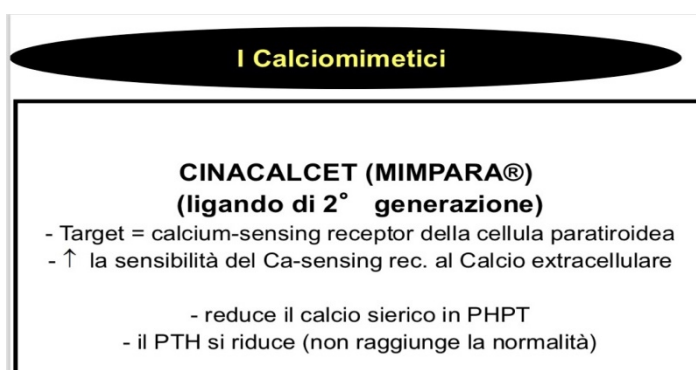 I Calciomimetici
CINACALCET (MIMPARA®)
(ligando di 2° generazione)
- Target = calcium-sensing receptor della cellula paratiroidea
- ↑ la sensibilità del Ca-sensing rec. al Calcio extracellulare
- reduce il calcio sierico in PHPT
- il PTH si riduce (non raggiunge la normalità)